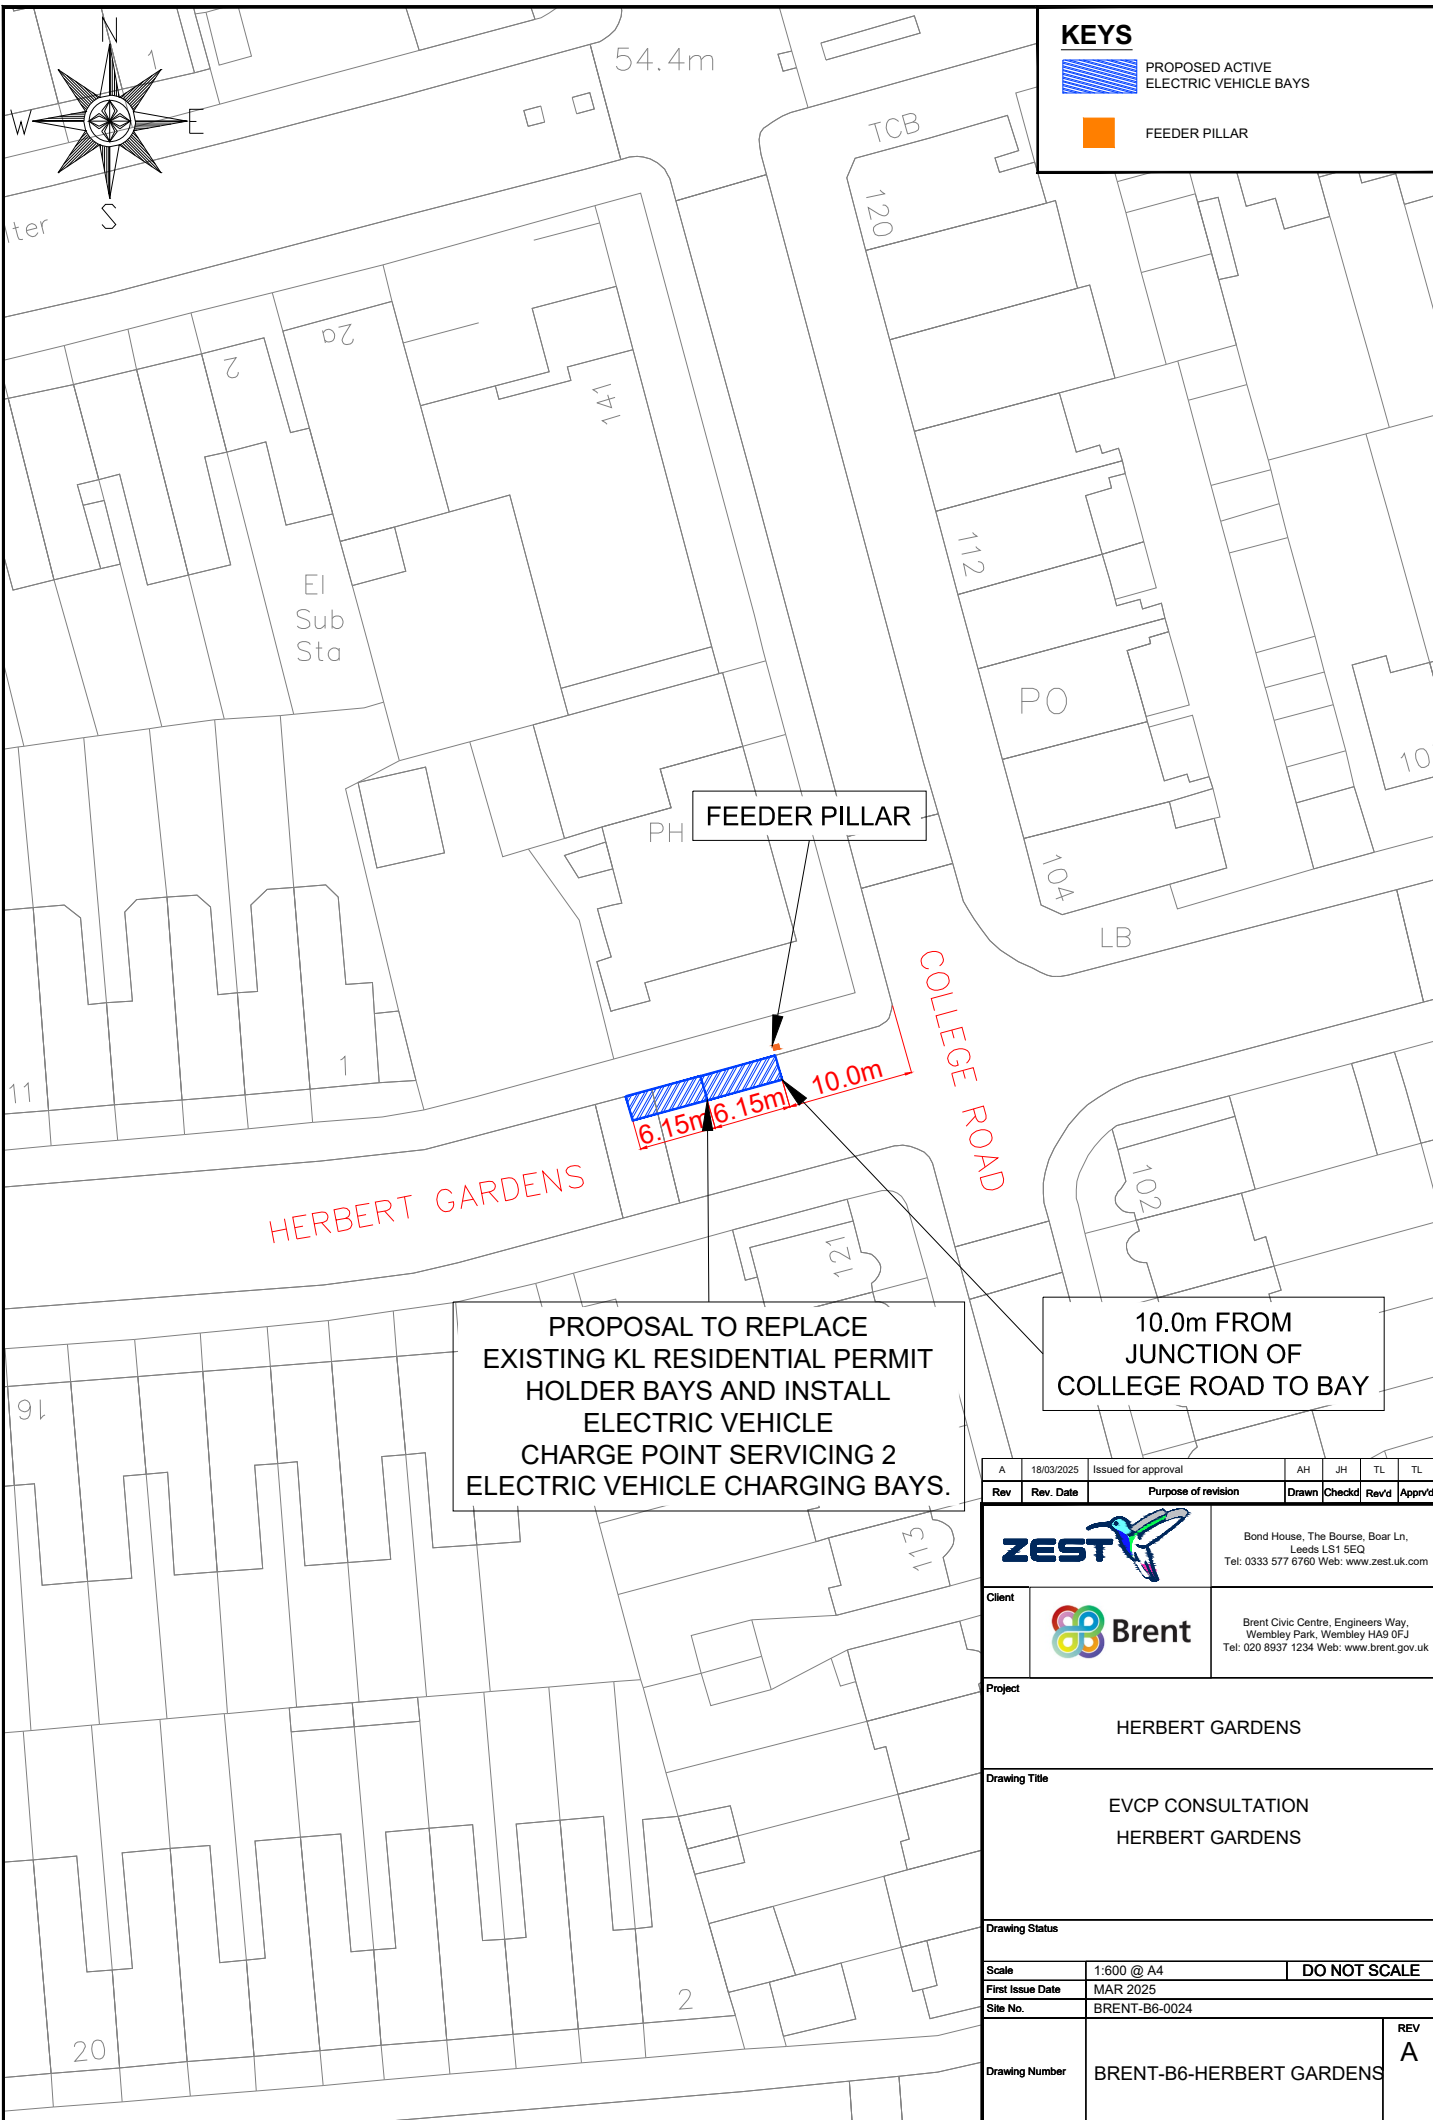 N
W
E
S
1
54.4m
KEYS
PROPOSED ACTIVE
ELECTRIC VEHICLE BAYS
FEEDER PILLAR
TCB
120
2a
2
141
El
Sub
Sta
112
PO
10
FEEDER PILLAR
PH
104
LB
COLLEGE ROAD
11
1
10.0m
6.15m
6.15m
HERBERT GARDENS
102
121
PROPOSAL TO REPLACE
EXISTING KL RESIDENTIAL PERMIT
HOLDER BAYS AND INSTALL
ELECTRIC VEHICLE
CHARGE POINT SERVICING 2
ELECTRIC VEHICLE CHARGING BAYS.
10.0m FROM
JUNCTION OF
COLLEGE ROAD TO BAY
16
113
2
20
A 18/03/2025 Issued for approval AH JH TL TL
Rev Rev. Date Purpose of revision Drawn Checkd Rev'd Apprv'd
ZEST
Bond House, The Bourse, Boar Ln,
Leeds LS1 5EQ
Tel: 0333 577 6760 Web: www.zest.uk.com
Client
Brent
Brent Civic Centre, Engineers Way,
Wembley Park, Wembley HA9 0FJ
Tel: 020 8937 1234 Web: www.brent.gov.uk
Project
HERBERT GARDENS
Drawing Title
EVCP CONSULTATION
HERBERT GARDENS
Drawing Status
Scale 1:600 @ A4 DO NOT SCALE
First Issue Date MAR 2025
Site No. BRENT-B6-0024
Drawing Number BRENT-B6-HERBERT GARDENS
REV
A